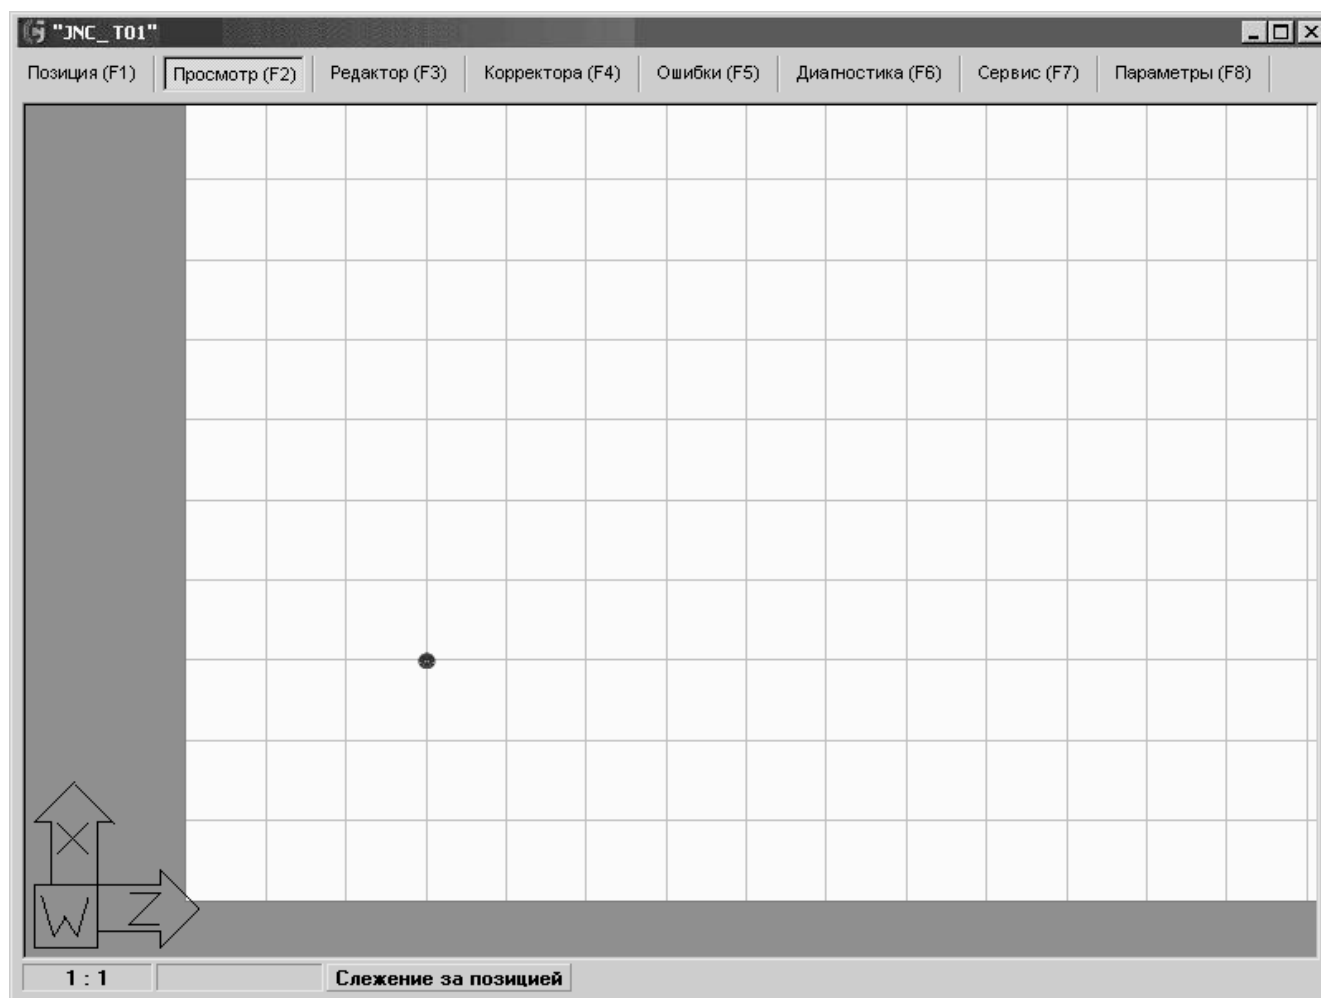 "JNC_T01"
Позиция (F1) Просмотр (F2) Редактор (F3) Корректора (F4) Ошибки (F5) Диагностика (F6) Сервис (F7) Параметры (F8)
X
W Z
1 : 1 Слежение за позицией